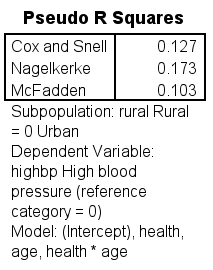 Pseudo R Squares
Cox and Snell 0.127
Nagelkerke 0.173
McFadden 0.103
Subpopulation: rural Rural
= 0 Urban
Dependent Variable:
highbp High blood
pressure (reference
category = 0)
Model: (Intercept), health,
age, health * age